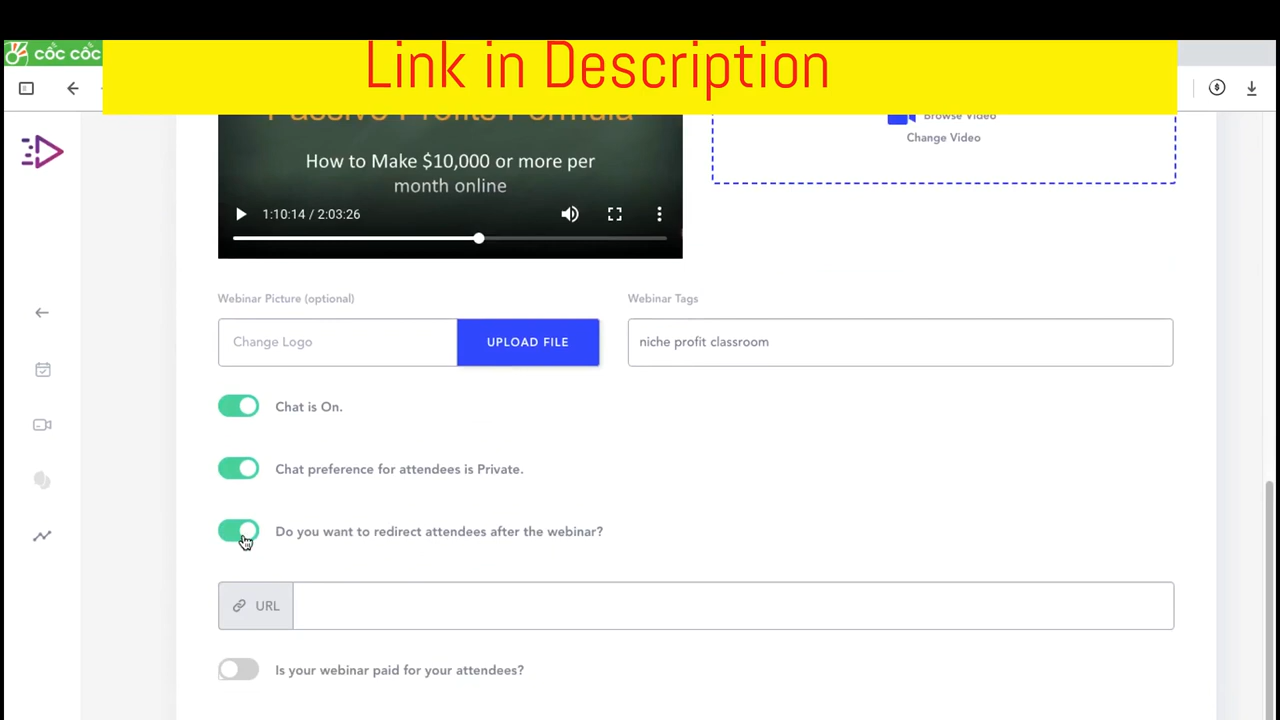 cốc cốc
Link in Description
Passive Profits Formula
How to Make $10,000 or more per
month online
1:10:14 / 2:03:26
Browse Video
Change Video
Webinar Picture (optional)
Webinar Tags
Change Logo
UPLOAD FILE
niche profit classroom
Chat is On.
Chat preference for attendees is Private.
Do you want to redirect attendees after the webinar?
URL
Is your webinar paid for your attendees?